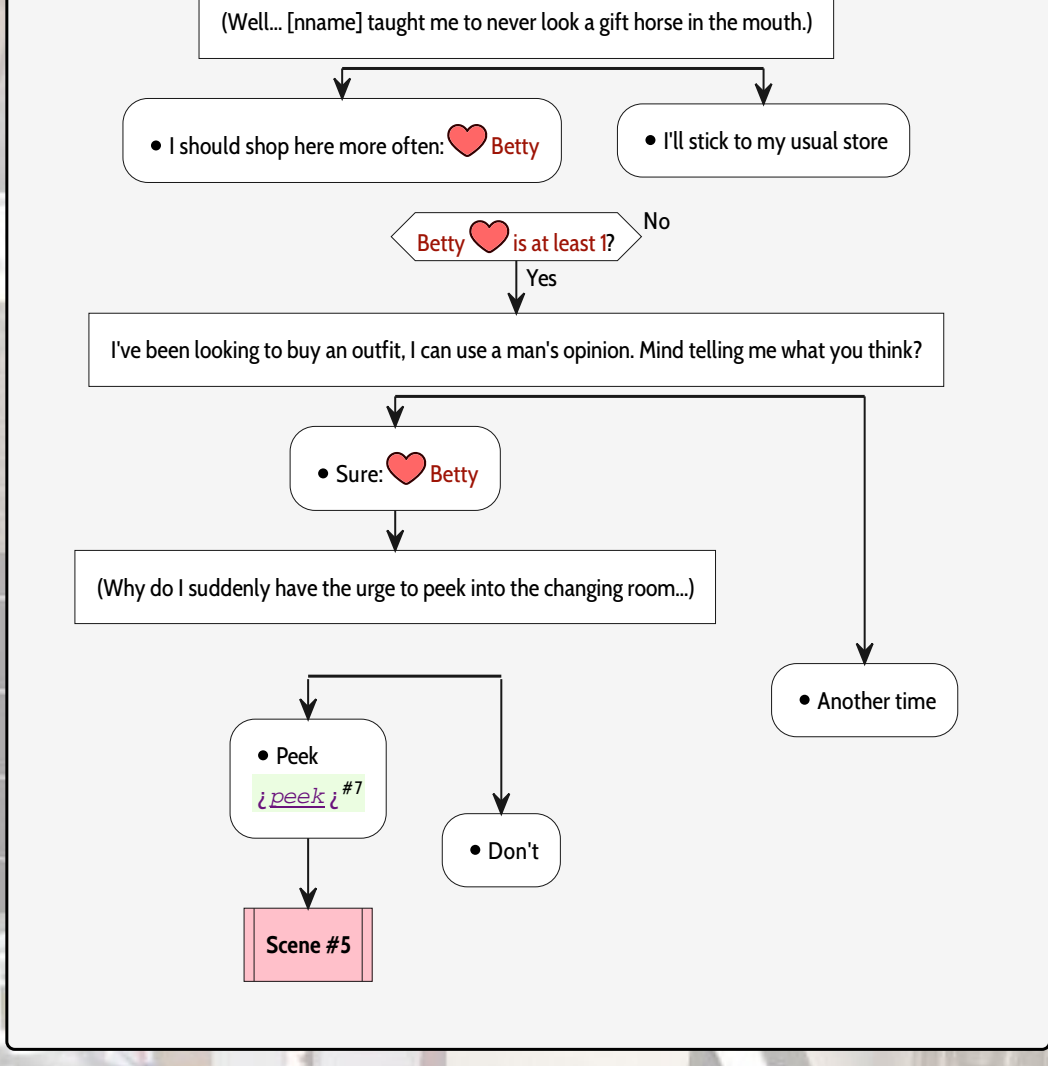 (Well... [nname] taught me to never look a gift horse in the mouth.)
• I should shop here more often: Betty
• I'll stick to my usual store
Betty is at least 1?
No
Yes
I've been looking to buy an outfit, I can use a man's opinion. Mind telling me what you think?
• Sure: Betty
(Why do I suddenly have the urge to peek into the changing room...)
• Another time
• Peek
¿peek¿#7
• Don't
Scene #5